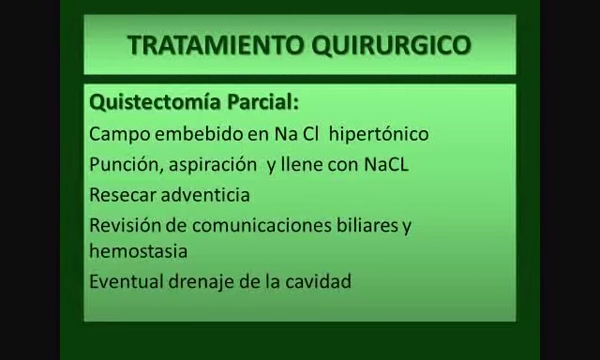 TRATAMIENTO QUIRURGICO
Quistectomía Parcial:
Campo embebido en Na Cl hipertónico
Punción, aspiración y llene con NaCL
Resecar adventicia
Revisión de comunicaciones biliares y
hemostasia
Eventual drenaje de la cavidad